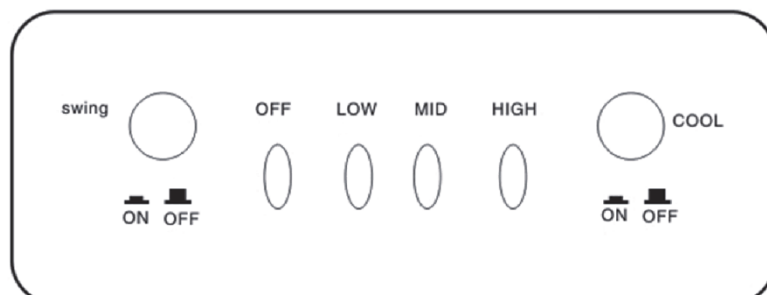 swing
OFF LOW MID HIGH
COOL
ON OFF
ON OFF